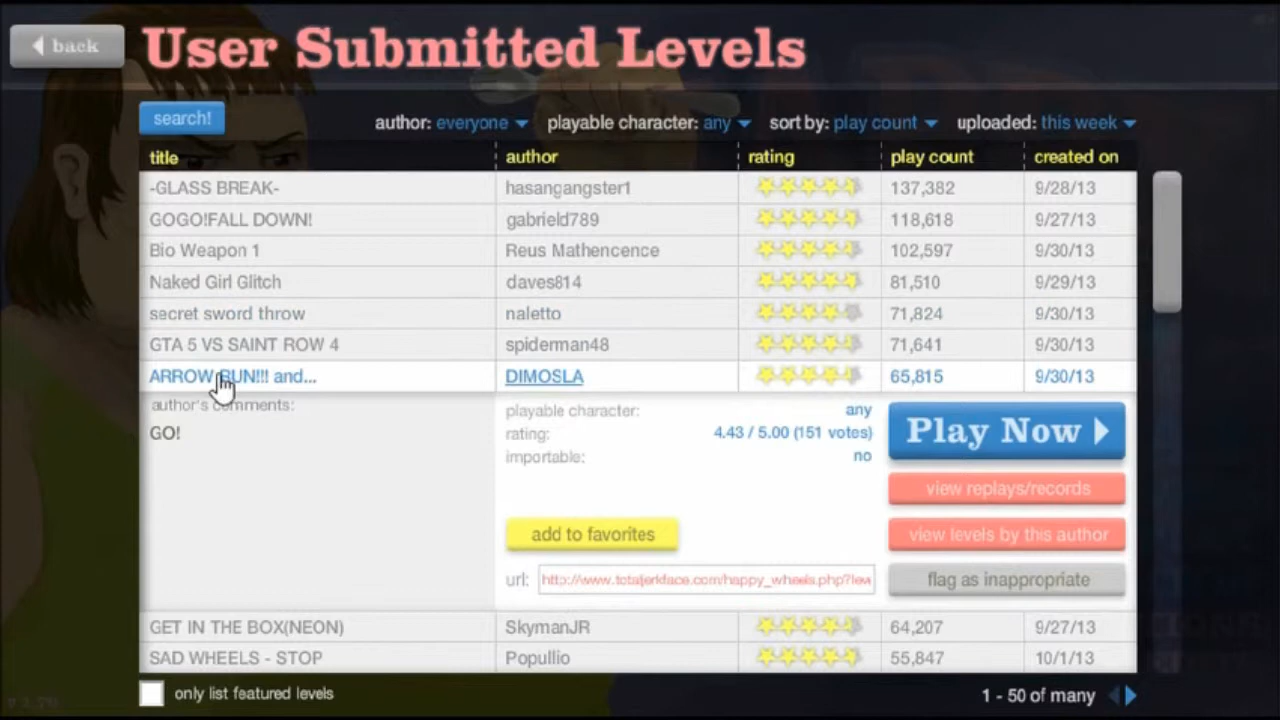 back
User Submitted Levels
search!
author: everyone playable character: any sort by: play count uploaded: this week
title author rating play count created on
-GLASS BREAK- hasangangster1 137,382 9/28/13
GOGO!FALL DOWN! gabrield789 118,618 9/27/13
Bio Weapon 1 Reus Mathencence 102,597 9/30/13
Naked Girl Glitch daves814 81,510 9/29/13
secret sword throw naletto 71,824 9/30/13
GTA 5 VS SAINT ROW 4 spiderman48 71,641 9/30/13
ARROW RUN!!! and... DIMOSLA 65,815 9/30/13
author's comments:
GO!
playable character: any
rating: 4.43 / 5.00 (151 votes)
importable: no
add to favorites
url: http://www.totaljerkface.com/happy_wheels.php?lev
Play Now
view replays/records
view levels by this author
flag as inappropriate
GET IN THE BOX(NEON) SkymanJR 64,207 9/27/13
SAD WHEELS - STOP Popullio 55,847 10/1/13
only list featured levels
1 - 50 of many